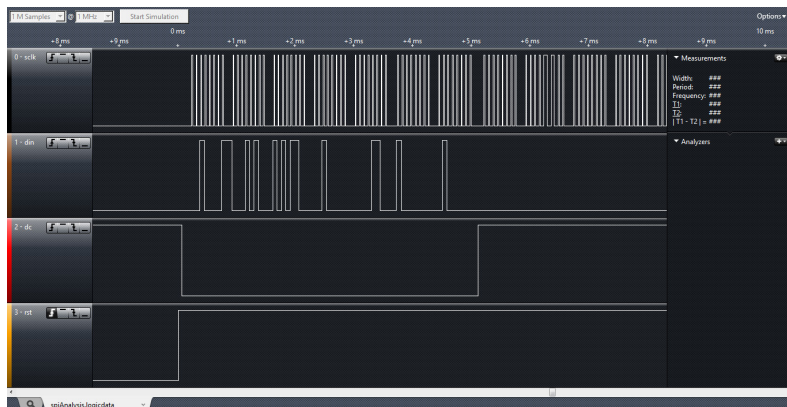 1 M Samples @ 1 MHz Start Simulation Options
0 ms 10 ms
+8 ms +9 ms +1 ms +2 ms +3 ms +4 ms +5 ms +6 ms +7 ms +8 ms +9 ms
0 - sclk
Measurements
Width: ###
Period: ###
Frequency: ###
T1: ###
T2: ###
| T1 - T2 | = ###
1 - din
Analyzers
2 - dc
3 - rst
spiAnalysis.logicdata